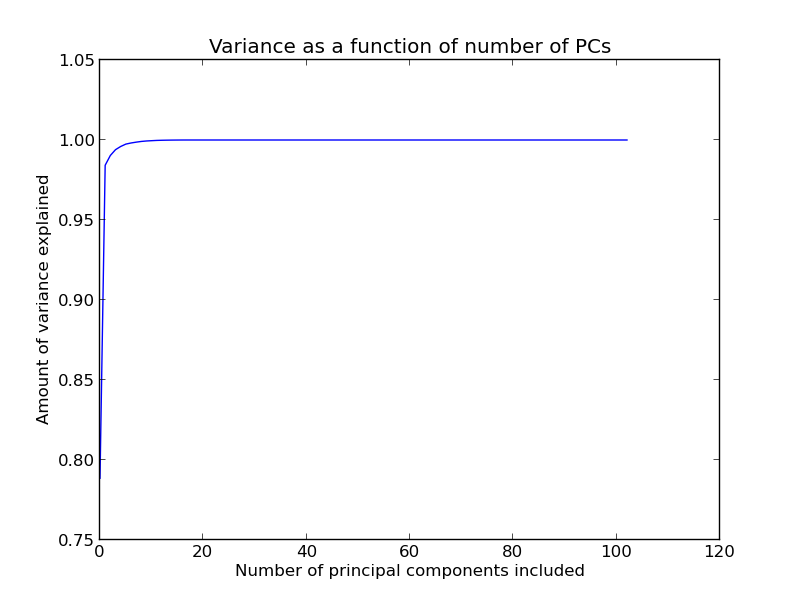 Variance as a function of number of PCs
1.05
1.00
0.95
0.90
0.85
0.80
0.75
0 20 40 60 80 100 120
Amount of variance explained
Number of principal components included